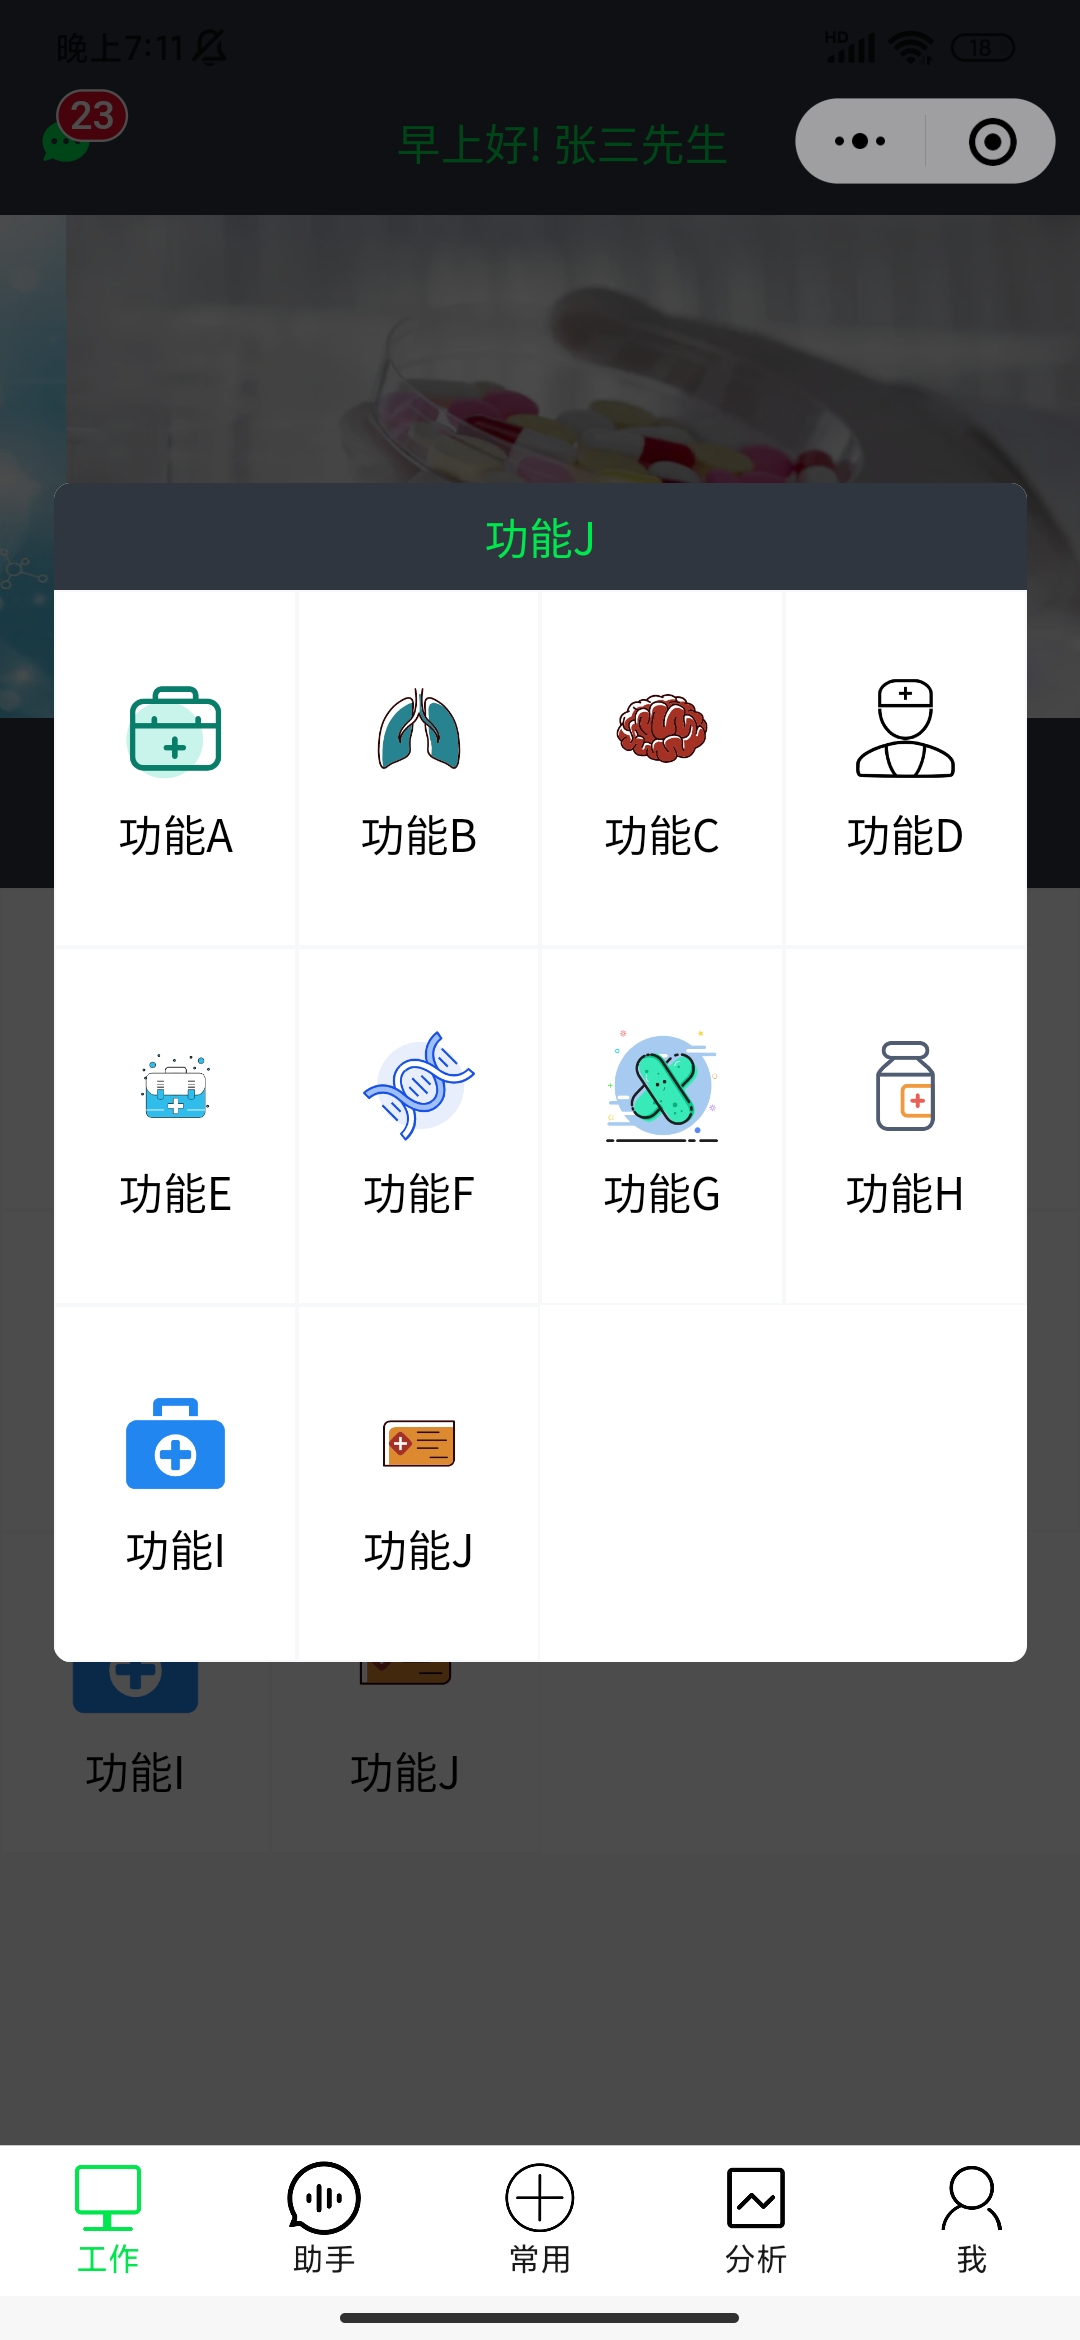 晚上7:11 HD 18
23 早上好! 张三先生
功能J
功能A 功能B 功能C 功能D
功能E 功能F 功能G 功能H
功能I 功能J
功能I 功能J
工作 助手 常用 分析 我